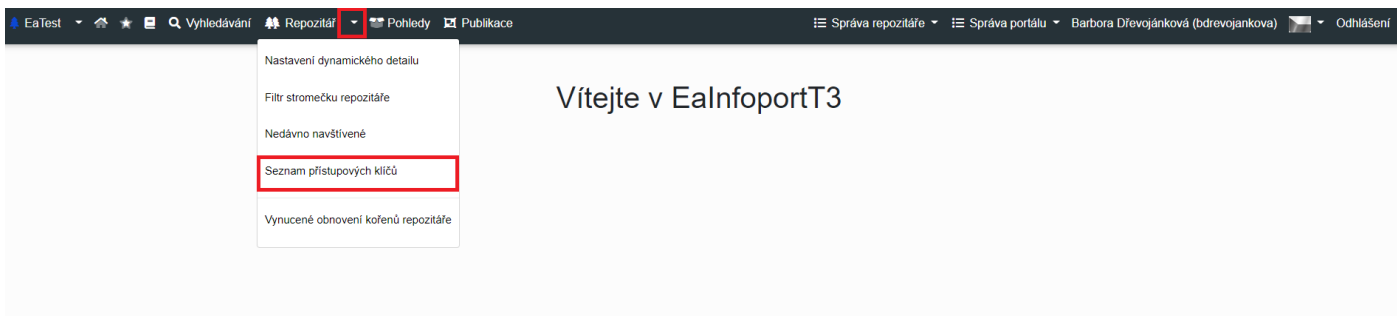 EaTest Vyhledávání Repozitář Pohledy Publikace Správa repozitáře Správa portálu Barbora Dřevojánková (bdrevojankova) Odhlášení
Nastavení dynamického detailu
Filtr stromečku repozitáře
Nedávno navštívené
Seznam přístupových klíčů
Vynucené obnovení kořenů repozitáře
Vítejte v EaInfoportT3